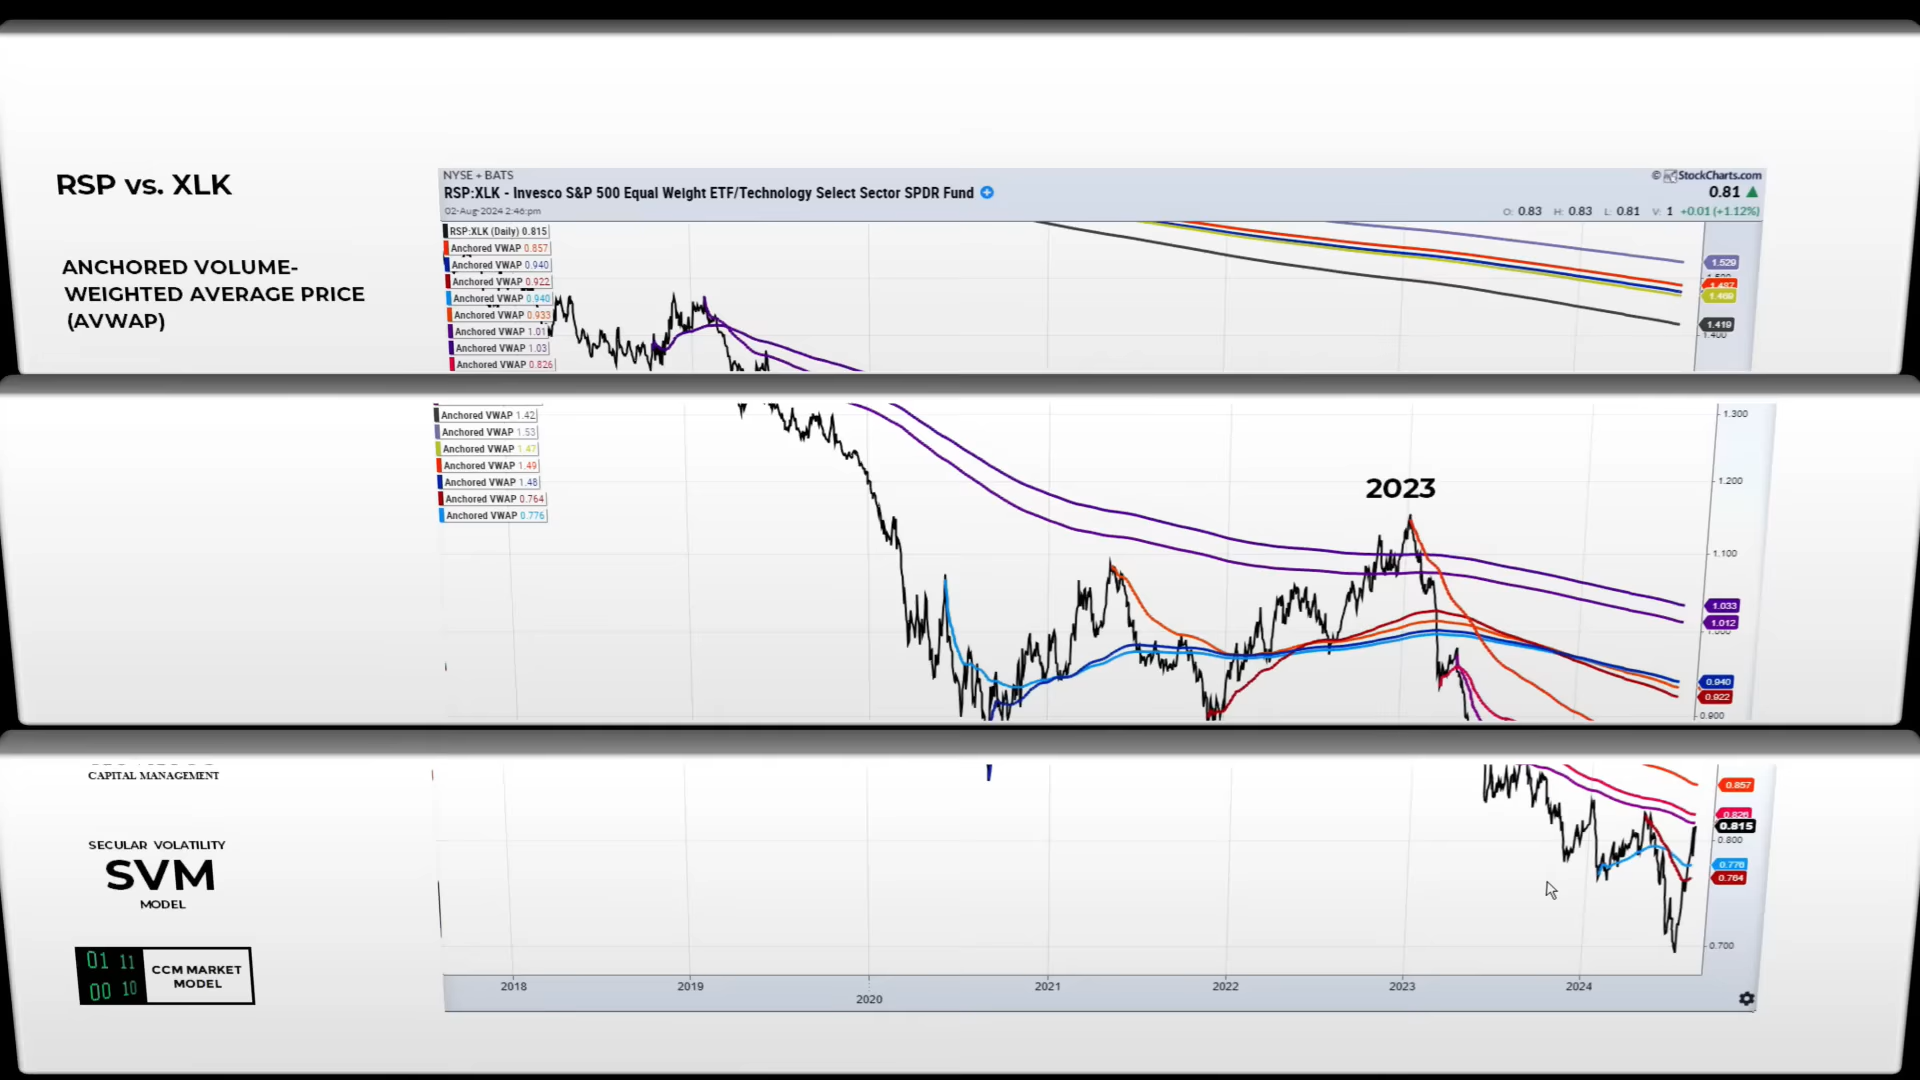 RSP vs. XLK
ANCHORED VOLUME-
WEIGHTED AVERAGE PRICE
(AVWAP)
NYSE + BATS
RSP:XLK - Invesco S&P 500 Equal Weight ETF/Technology Select Sector SPDR Fund
02-Aug-2024 2:46:pm
© StockCharts.com
0.81
O: 0.83 H: 0.83 L: 0.81 V: 1 +0.01 (+1.12%)
RSP:XLK (Daily) 0.815
Anchored VWAP 0.857
Anchored VWAP 0.940
Anchored VWAP 0.922
Anchored VWAP 0.940
Anchored VWAP 0.933
Anchored VWAP 1.01
Anchored VWAP 1.03
Anchored VWAP 0.826
1.529
1.487
1.469
1.419
1.400
Anchored VWAP 1.42
Anchored VWAP 1.53
Anchored VWAP 1.47
Anchored VWAP 1.49
Anchored VWAP 1.48
Anchored VWAP 0.764
Anchored VWAP 0.776
2023
1.300
1.200
1.100
1.033
1.012
0.940
0.922
0.900
CAPITAL MANAGEMENT
SECULAR VOLATILITY
SVM
MODEL
01 11
00 10
CCM MARKET
MODEL
0.857
0.826
0.815
0.800
0.776
0.764
0.700
2018 2019 2020 2021 2022 2023 2024